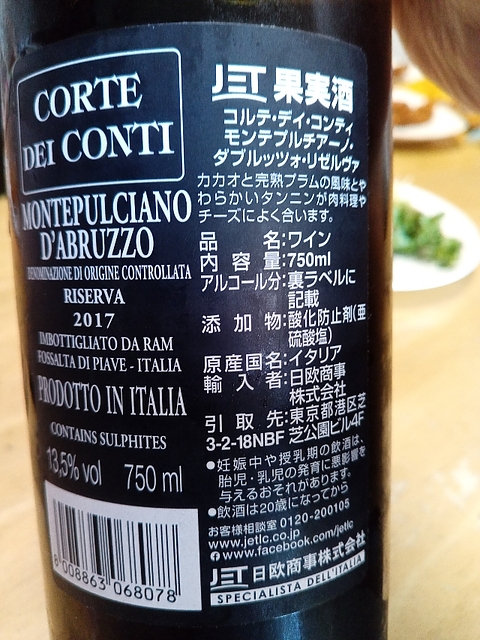 CORTE
DEI CONTI
MONTEPULCIANO
D'ABRUZZO
DENOMINAZIONE DI ORIGINE CONTROLLATA
RISERVA
2017
IMBOTTIGLIATO DA RAM
FOSSALTA DI PIAVE - ITALIA
PRODOTTO IN ITALIA
CONTAINS SULPHITES
13,5% vol 750 ml
8 008863 068078
JET 果実酒
コルテ・デイ・コンティ
モンテプルチアーノ・
ダブルッツォ・リゼルヴァ
カカオと完熟プラムの風味とや
わらかいタンニンが肉料理や
チーズによく合います。
品名:ワイン
内容量:750ml
アルコール分:裏ラベルに
記載
添加物:酸化防止剤(亜
硫酸塩)
原産国名:イタリア
輸入者:日欧商事
株式会社
引取先:東京都港区芝
3-2-18NBF 芝公園ビル4F
●妊娠中や授乳期の飲酒は、
胎児・乳児の発育に悪影響を
与えるおそれがあります。
●飲酒は20歳になってから
お客様相談室 0120-200105
www.jetlc.co.jp
www.facebook.com/jetlc
JET 日欧商事株式会社
SPECIALISTA DELL'ITALIA